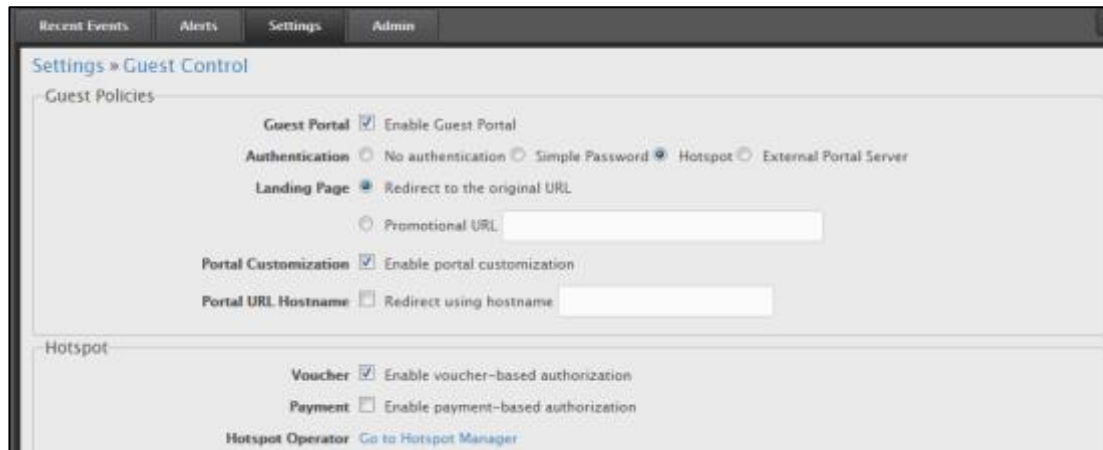 Recent Events Alerts Settings Admin
Settings » Guest Control
Guest Policies
Guest Portal Enable Guest Portal
Authentication No authentication Simple Password Hotspot External Portal Server
Landing Page Redirect to the original URL
Promotional URL
Portal Customization Enable portal customization
Portal URL Hostname Redirect using hostname
Hotspot
Voucher Enable voucher-based authorization
Payment Enable payment-based authorization
Hotspot Operator Go to Hotspot Manager